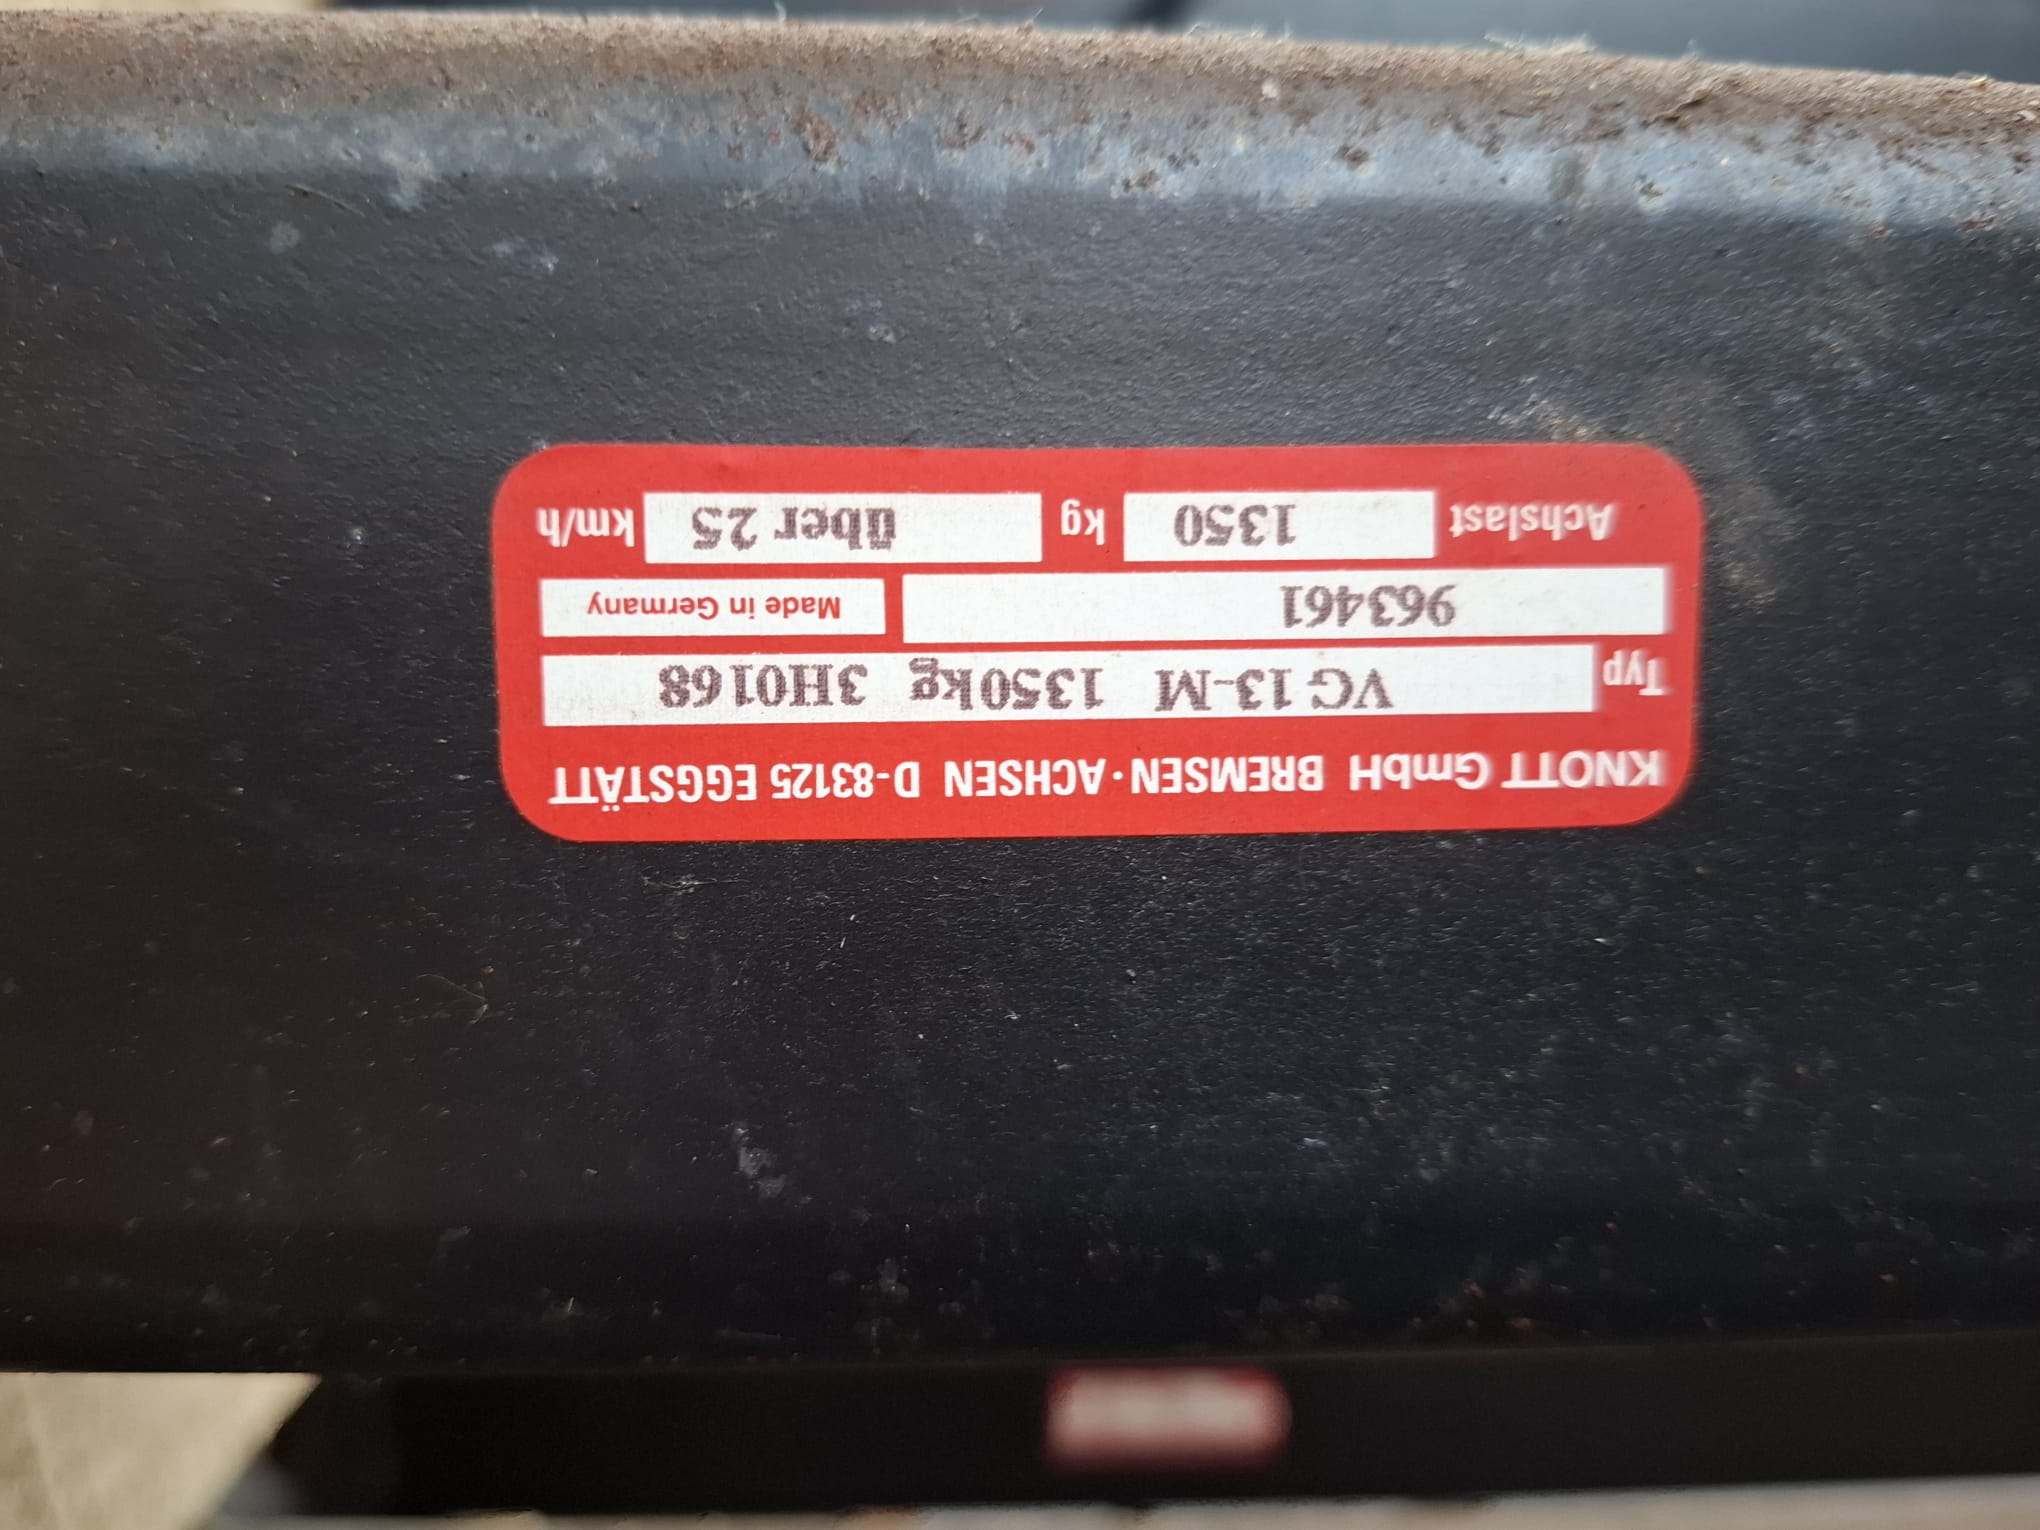 KNOTT GmbH BREMSEN·ACHSEN D-83125 EGGSTÄTT
Typ VG 13-M 1350kg 3H0168
963461 Made in Germany
Achslast 1350 kg über 25 km/h